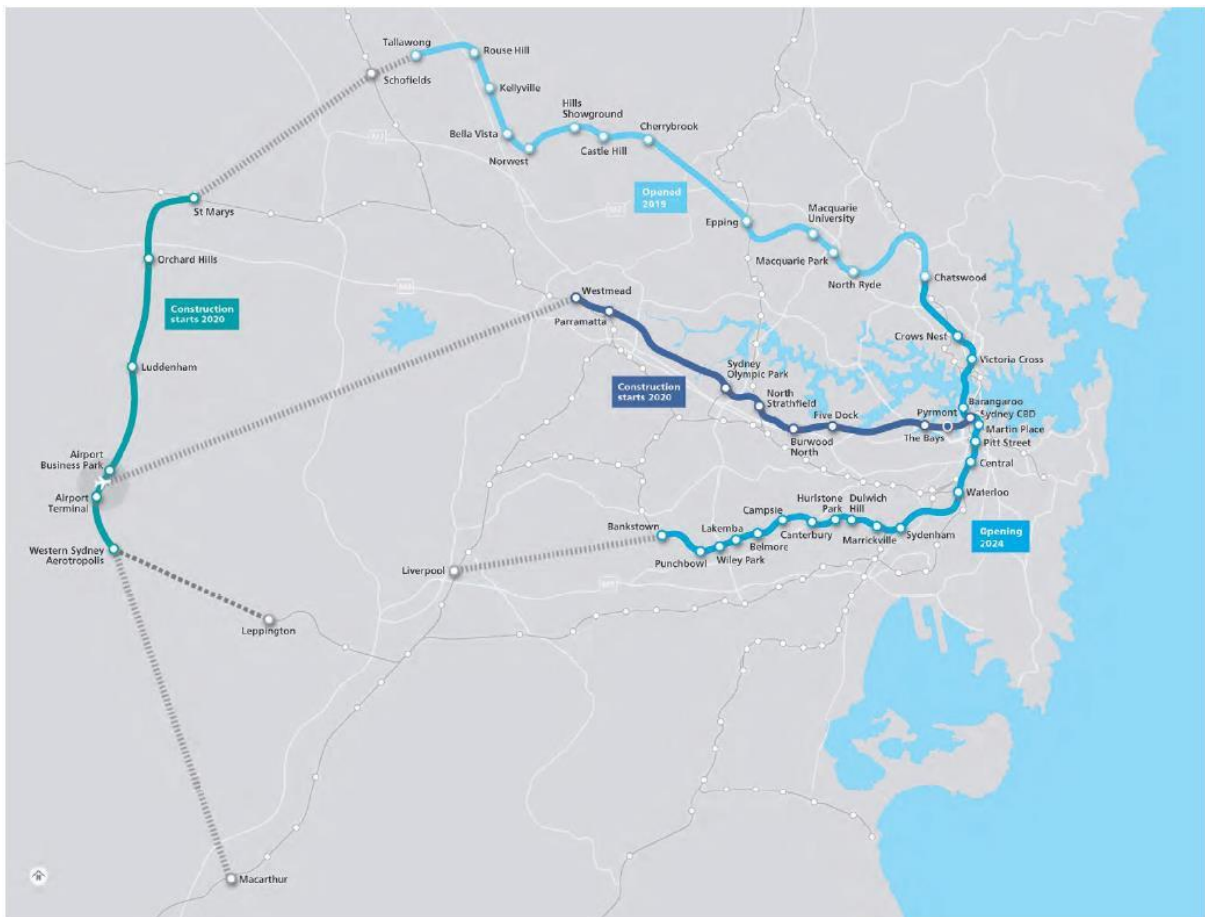 Tallawong
Rouse Hill
Schofields
Kellyville
Hills
Showground
Cherrybrook
Bella Vista
Castle Hill
Norwest
Opened
2019
St Marys
Macquarie
University
Epping
Macquarie Park
Orchard Hills
North Ryde
Chatswood
Westmead
Construction
starts 2020
Parramatta
Crows Nest
Luddenham
Sydney
Olympic Park
Victoria Cross
Construction
starts 2020
North
Strathfield
Five Dock
Pyrmont
Barangaroo
Sydney CBD
Martin Place
Burwood
North
The Bays
Pitt Street
Airport
Business Park
Central
Airport
Terminal
Waterloo
Hurlstone
Park
Dulwich
Hill
Campsie
Bankstown
Lakemba
Canterbury
Opening
2024
Belmore
Marrickville
Sydenham
Western Sydney
Aerotropolis
Punchbowl
Wiley Park
Liverpool
Leppington
Macarthur